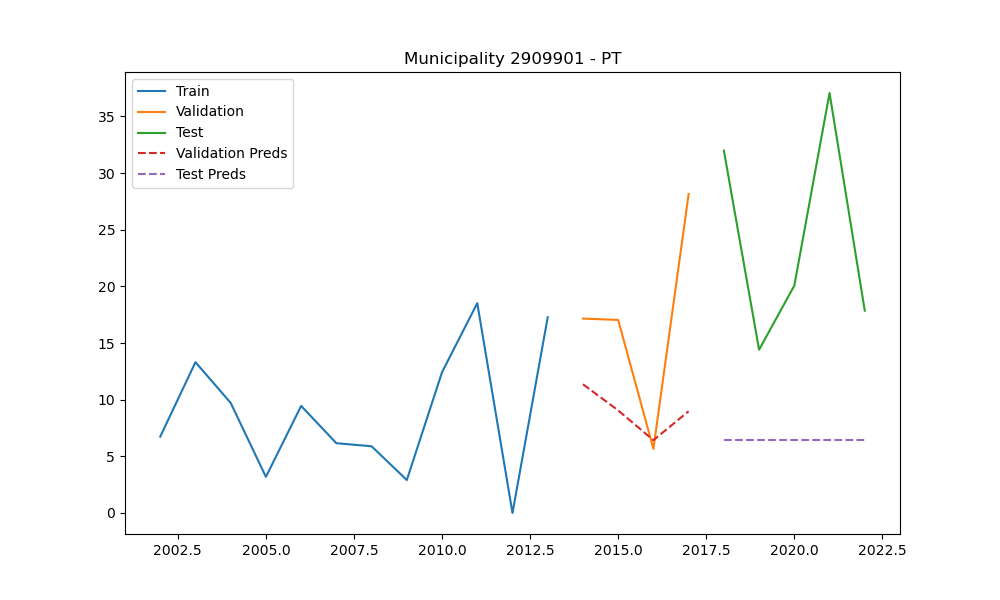 Municipality 2909901 - PT
Train
Validation
Test
Validation Preds
Test Preds
35
30
25
20
15
10
5
0
2002.5 2005.0 2007.5 2010.0 2012.5 2015.0 2017.5 2020.0 2022.5